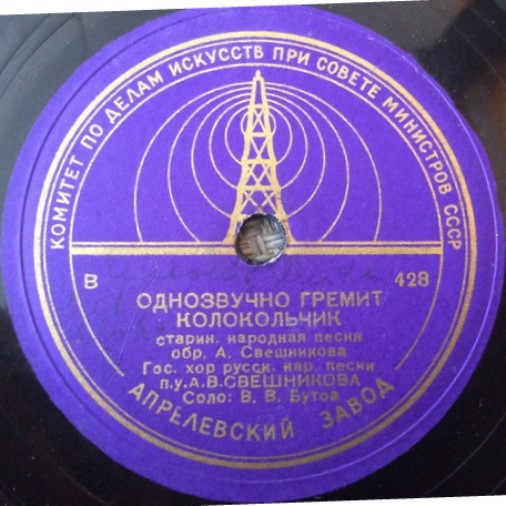 КОМИТЕТ ПО ДЕЛАМ ИСКУССТВ ПРИ СОВЕТЕ МИНИСТРОВ СССР
В 428
ОДНОЗВУЧНО ГРЕМИТ
КОЛОКОЛЬЧИК
старин. народная песня
обр. А. Свешникова
Гос. хор русск. нар. песни
п.у. А.В. СВЕШНИКОВА
Соло: В. В. Бутов
АПРЕЛЕВСКИЙ ЗАВОД